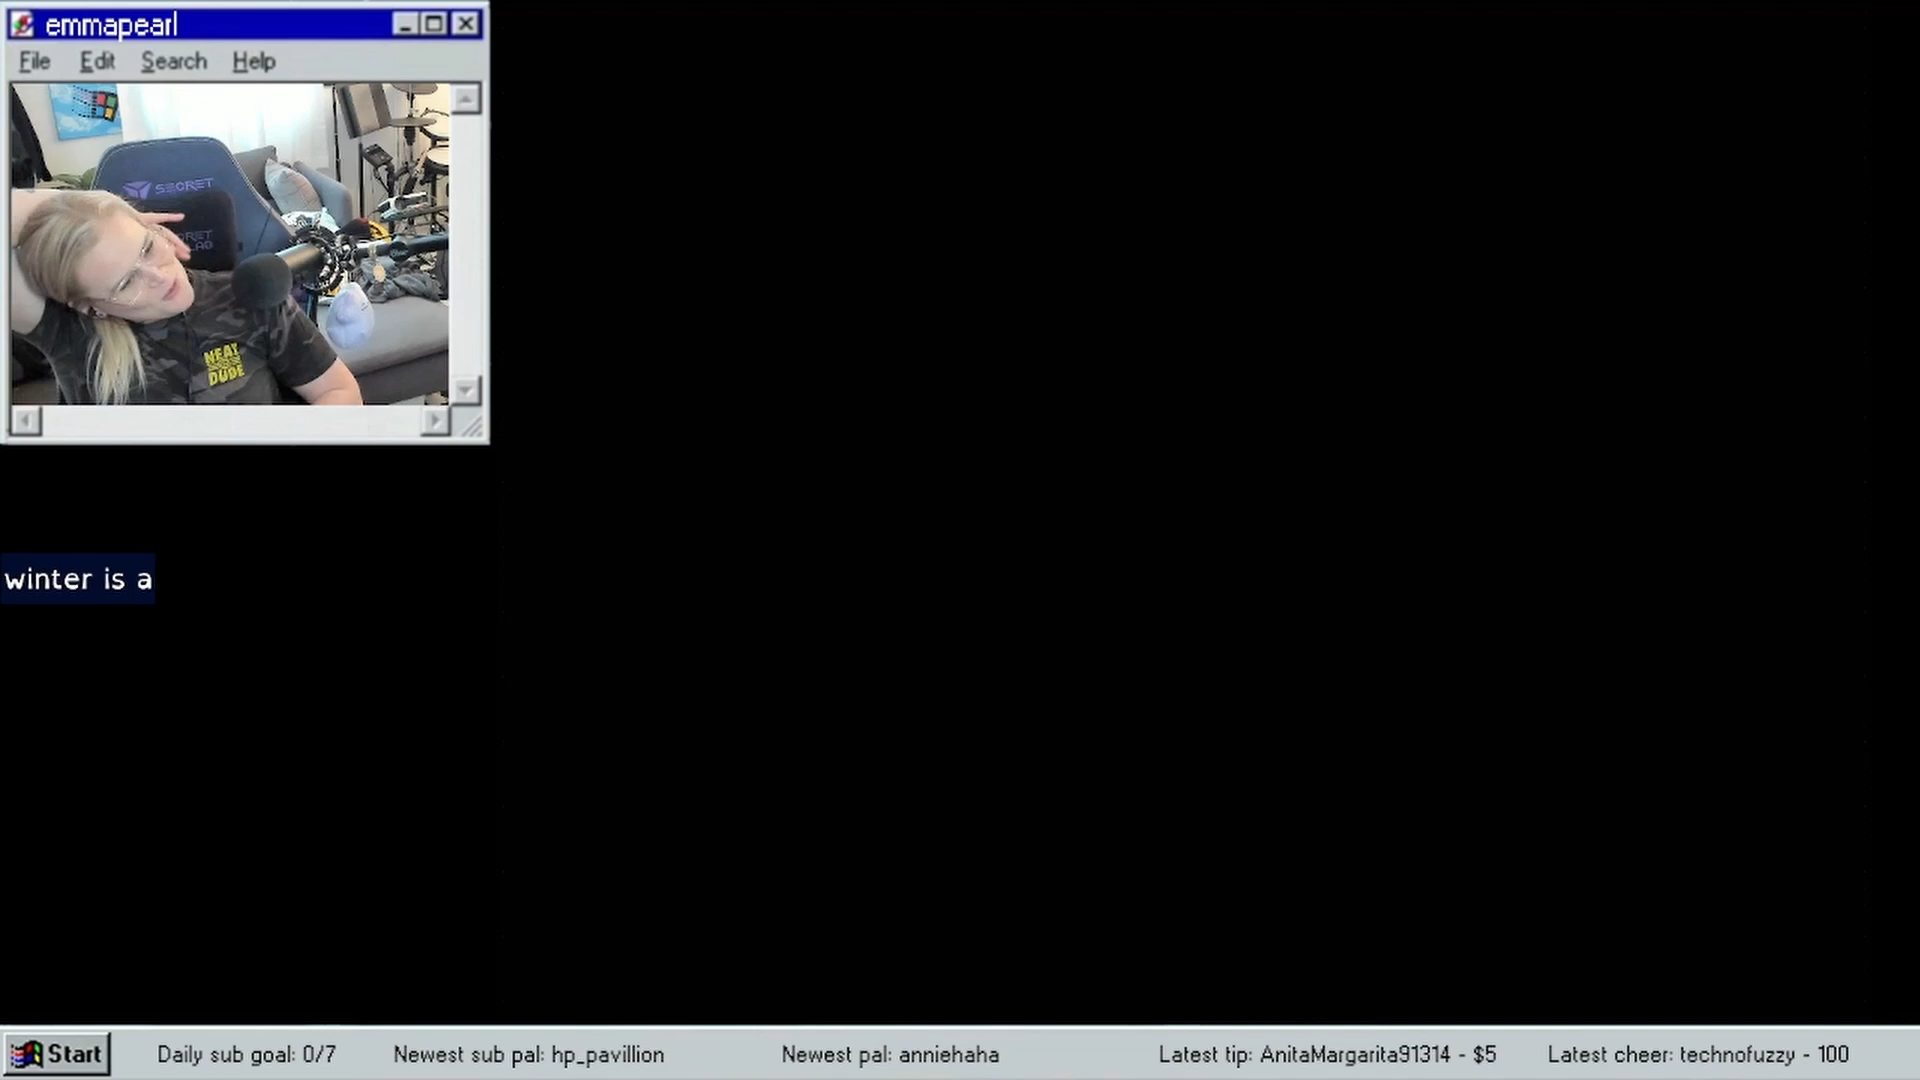 emmapearl
File Edit Search Help
SECRET
NEAT
DUDE
winter is a
Start
Daily sub goal: 0/7
Newest sub pal: hp_pavillion
Newest pal: anniehaha
Latest tip: AnitaMargarita91314 - $5
Latest cheer: technofuzzy - 100